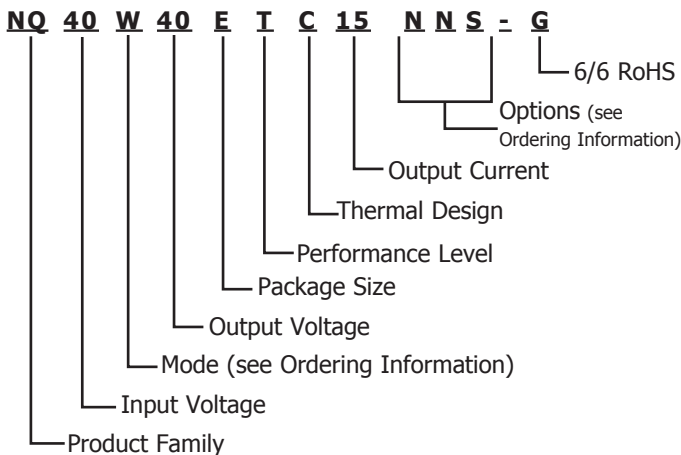 NQ 40 W 40 E T C 15 N N S - G
6/6 RoHS
Options (see
Ordering Information)
Output Current
Thermal Design
Performance Level
Package Size
Output Voltage
Mode (see Ordering Information)
Input Voltage
Product Family